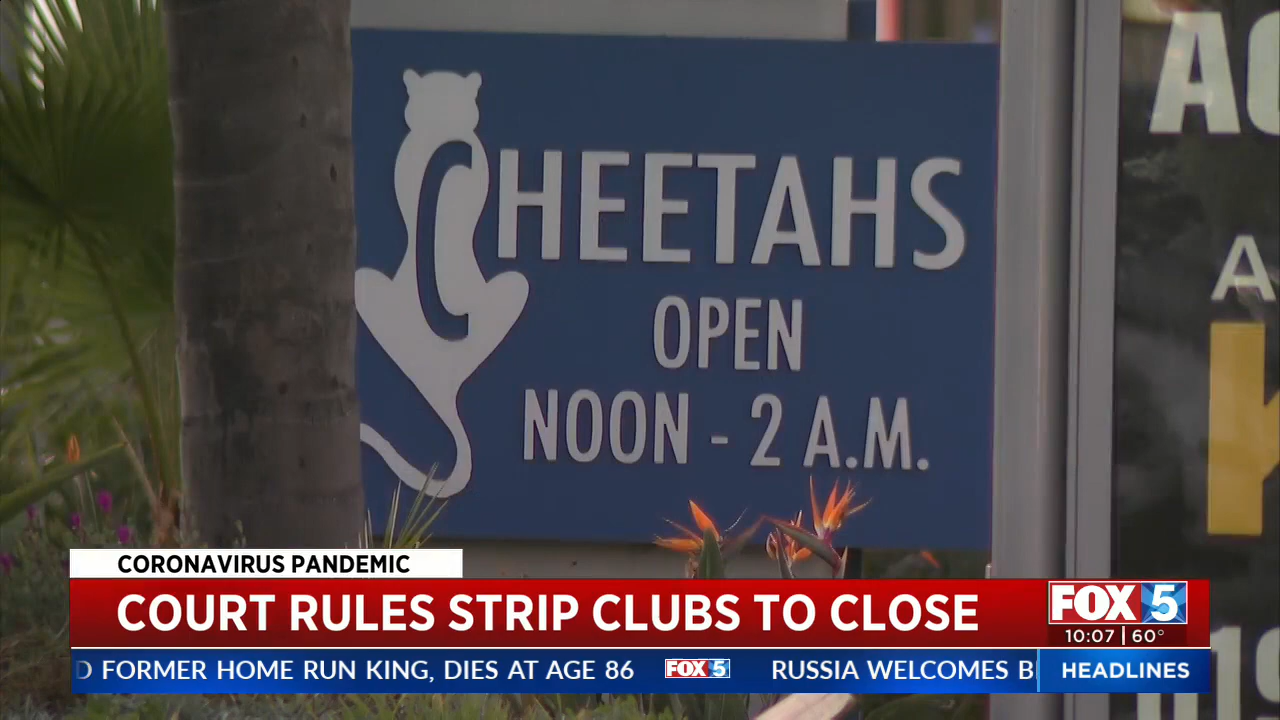 CHEETAHS
OPEN
NOON - 2 A.M.
CORONAVIRUS PANDEMIC
COURT RULES STRIP CLUBS TO CLOSE
FOX 5
10:07 | 60°
FORMER HOME RUN KING, DIES AT AGE 86 FOX 5 RUSSIA WELCOMES
HEADLINES